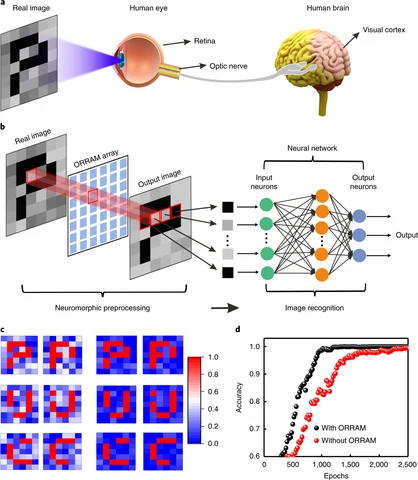 a
Real image
Human eye
Human brain
Retina
Optic nerve
Visual cortex
b
Real image
ORRAM array
Output image
Neural network
Input neurons
Output neurons
Output
Neuromorphic preprocessing
Image recognition
c
1.0
0.8
0.6
0.4
0.2
0.0
d
Accuracy
1.0
0.9
0.8
0.7
0.6
With ORRAM
Without ORRAM
0 500 1,000 1,500 2,000 2,500
Epochs